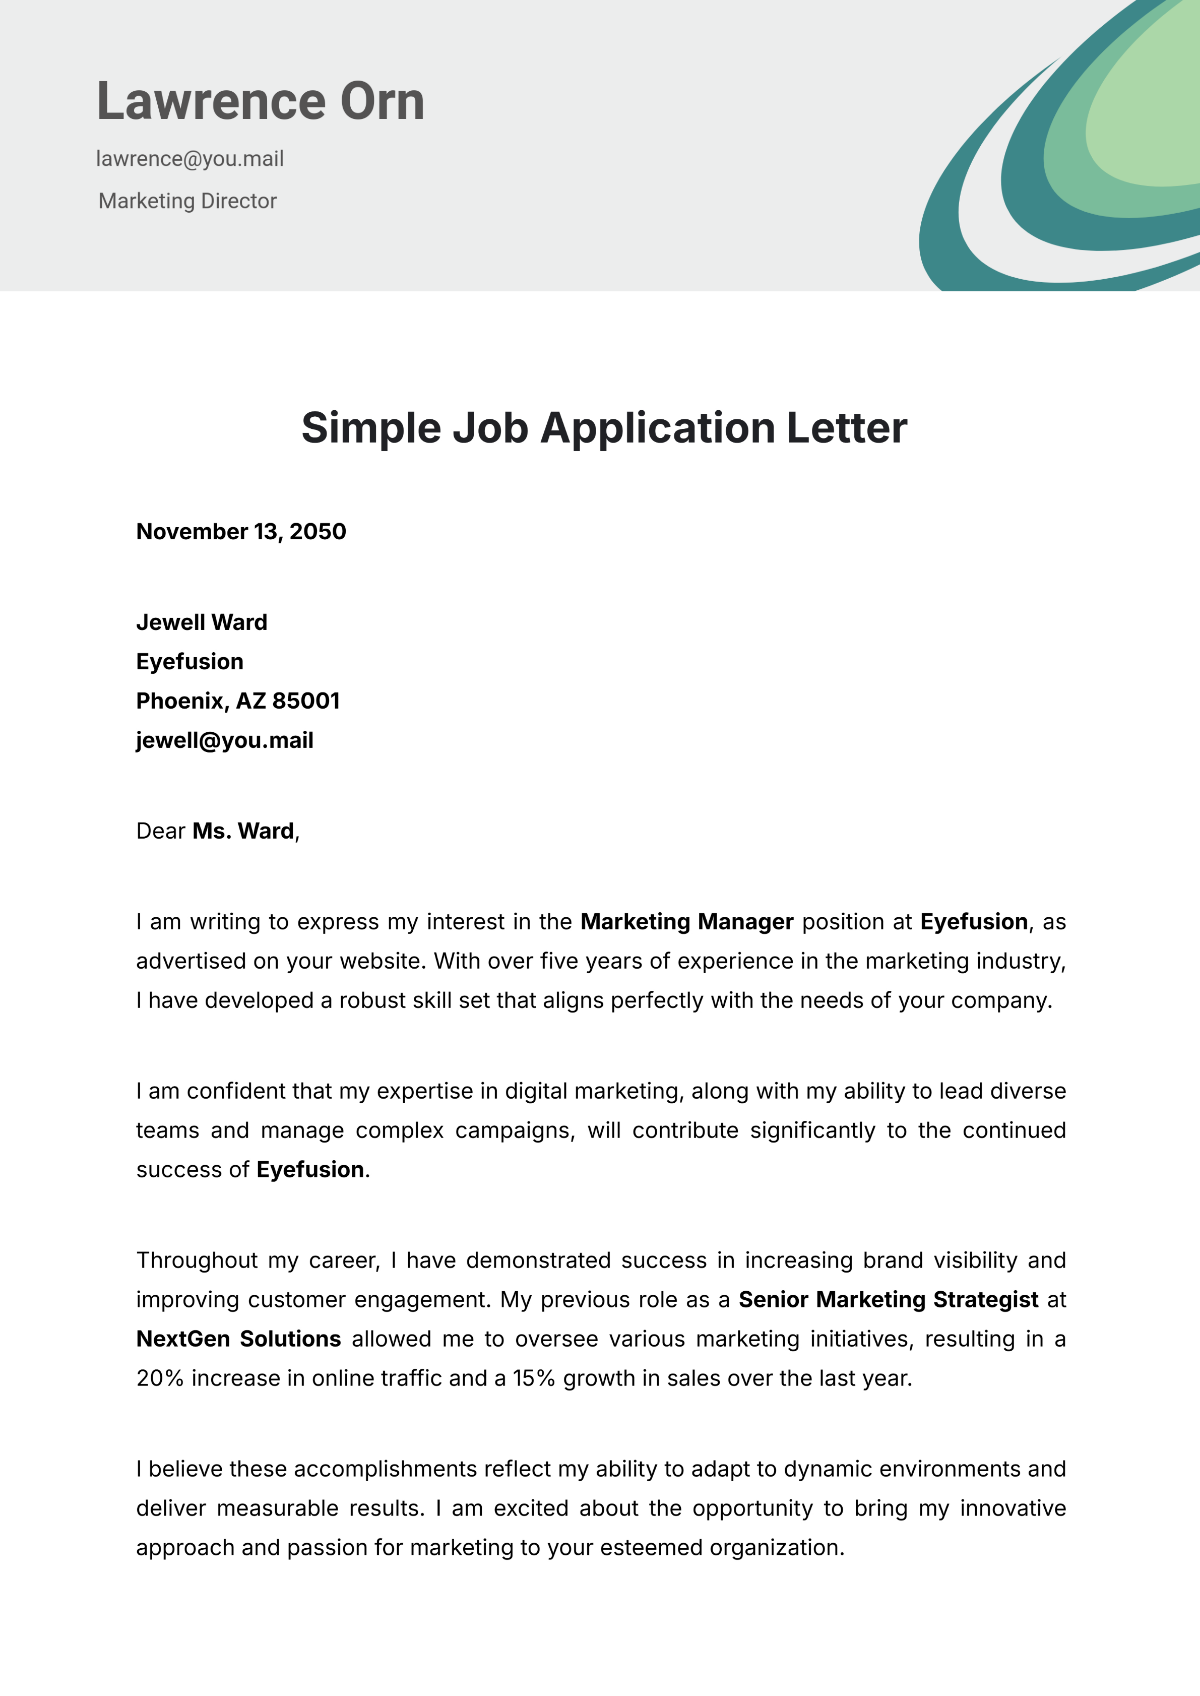 Lawrence Orn
lawrence@you.mail
Marketing Director
Simple Job Application Letter
November 13, 2050
Jewell Ward
Eyefusion
Phoenix, AZ 85001
jewell@you.mail
Dear Ms. Ward,
I am writing to express my interest in the Marketing Manager position at Eyefusion, as
advertised on your website. With over five years of experience in the marketing industry,
I have developed a robust skill set that aligns perfectly with the needs of your company.
I am confident that my expertise in digital marketing, along with my ability to lead diverse
teams and manage complex campaigns, will contribute significantly to the continued
success of Eyefusion.
Throughout my career, I have demonstrated success in increasing brand visibility and
improving customer engagement. My previous role as a Senior Marketing Strategist at
NextGen Solutions allowed me to oversee various marketing initiatives, resulting in a
20% increase in online traffic and a 15% growth in sales over the last year.
I believe these accomplishments reflect my ability to adapt to dynamic environments and
deliver measurable results. I am excited about the opportunity to bring my innovative
approach and passion for marketing to your esteemed organization.